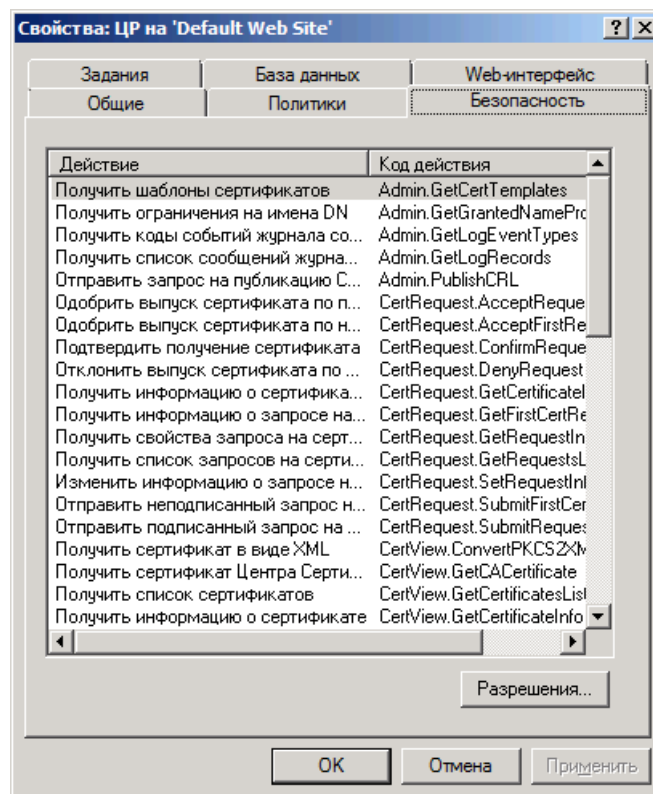 Свойства: ЦР на 'Default Web Site'
Задания База данных Web-интерфейс
Общие Политики Безопасность
Действие Код действия
Получить шаблоны сертификатов Admin.GetCertTemplates
Получить ограничения на имена DN Admin.GetGrantedNamePro
Получить коды событий журнала со... Admin.GetLogEventTypes
Получить список сообщений журна... Admin.GetLogRecords
Отправить запрос на публикацию C... Admin.PublishCRL
Одобрить выпуск сертификата по п... CertRequest.AcceptReque
Одобрить выпуск сертификата по н... CertRequest.AcceptFirstRe
Подтвердить получение сертификата CertRequest.ConfirmReque
Отклонить выпуск сертификата по ... CertRequest.DenyRequest
Получить информацию о сертифика... CertRequest.GetCertificateI
Получить информацию о запросе на... CertRequest.GetFirstCertRe
Получить свойства запроса на серт... CertRequest.GetRequestIn
Получить список запросов на серти... CertRequest.GetRequestsL
Изменить информацию о запросе н... CertRequest.SetRequestInf
Отправить неподписанный запрос н... CertRequest.SubmitFirstCer
Отправить подписанный запрос на ... CertRequest.SubmitReques
Получить сертификат в виде XML CertView.ConvertPKCS2XM
Получить сертификат Центра Серти... CertView.GetCACertificate
Получить список сертификатов CertView.GetCertificatesList
Получить информацию о сертификате CertView.GetCertificateInfo
Разрешения...
OK Отмена Применить